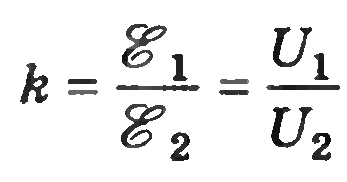 k = ℰ₁/ℰ₂ = U₁/U₂